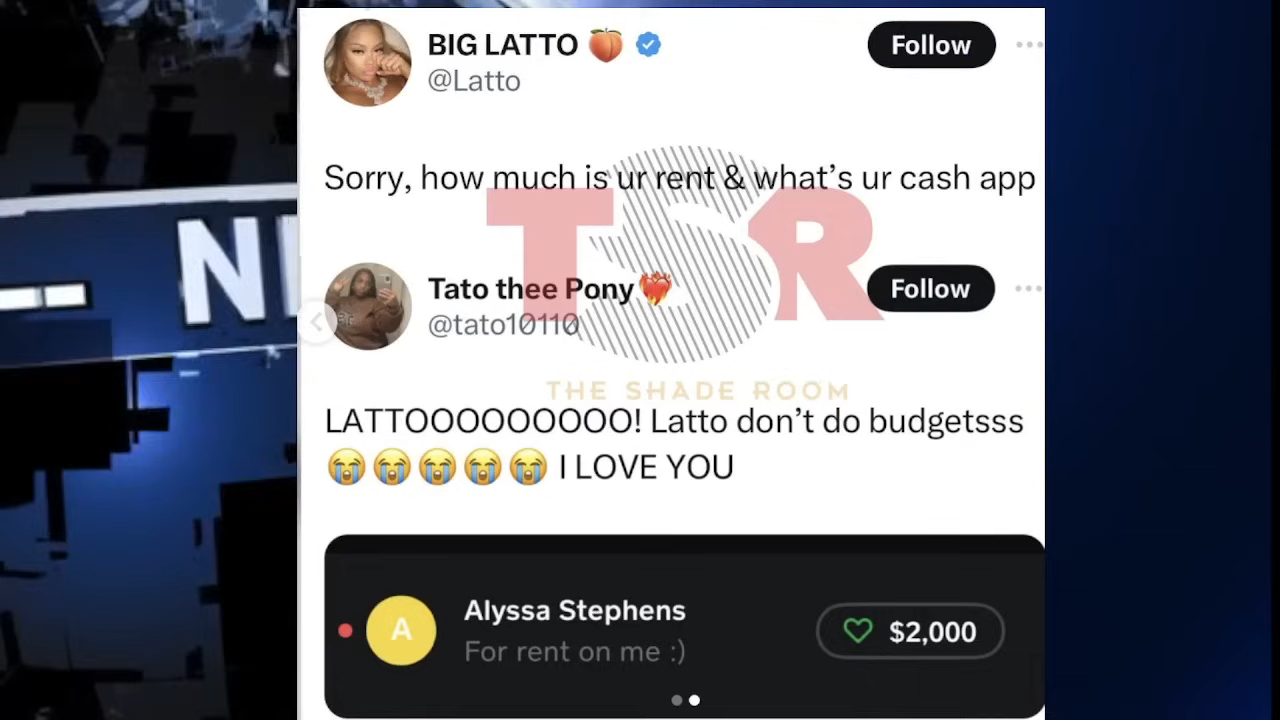 BIG LATTO 🍑
Follow
@Latto
Sorry, how much is ur rent & what’s ur cash app
TSR
Tato thee Pony ❤️‍🔥
Follow
@tato10110
THE SHADE ROOM
LATTOOOOOOOOO! Latto don’t do budgetsss
😭😭😭😭😭 I LOVE YOU
A
Alyssa Stephens
$2,000
For rent on me :)